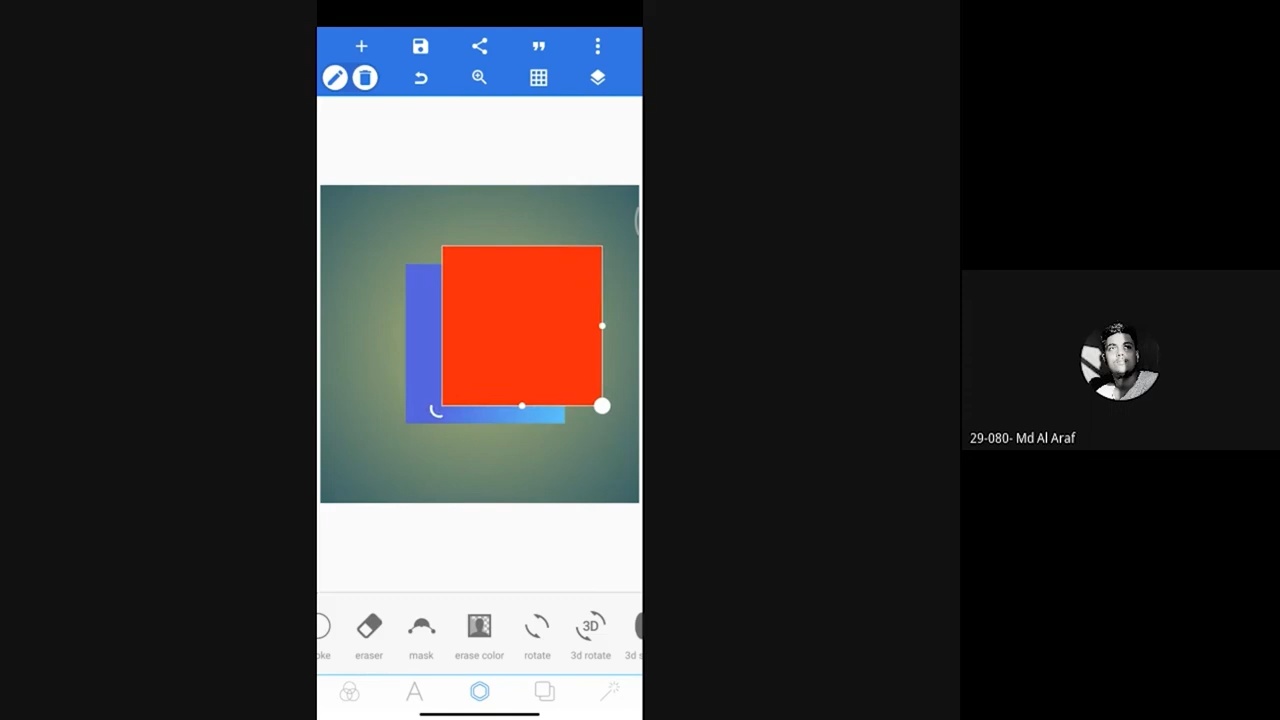 oke
eraser
mask
erase color
rotate
3D
3d rotate
3d s
A
29-080- Md Al Araf